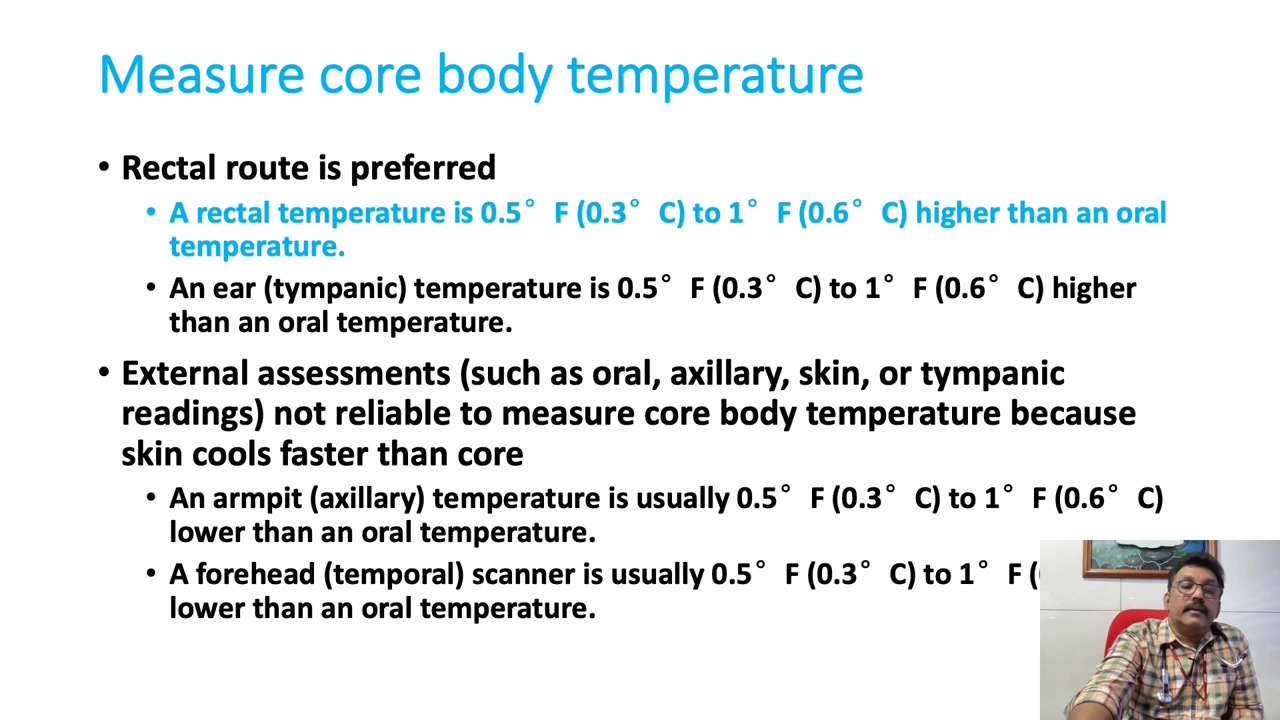 Measure core body temperature
• Rectal route is preferred
• A rectal temperature is 0.5° F (0.3° C) to 1° F (0.6° C) higher than an oral
temperature.
• An ear (tympanic) temperature is 0.5° F (0.3° C) to 1° F (0.6° C) higher
than an oral temperature.
• External assessments (such as oral, axillary, skin, or tympanic
readings) not reliable to measure core body temperature because
skin cools faster than core
• An armpit (axillary) temperature is usually 0.5° F (0.3° C) to 1° F (0.6° C)
lower than an oral temperature.
• A forehead (temporal) scanner is usually 0.5° F (0.3° C) to 1° F (
lower than an oral temperature.